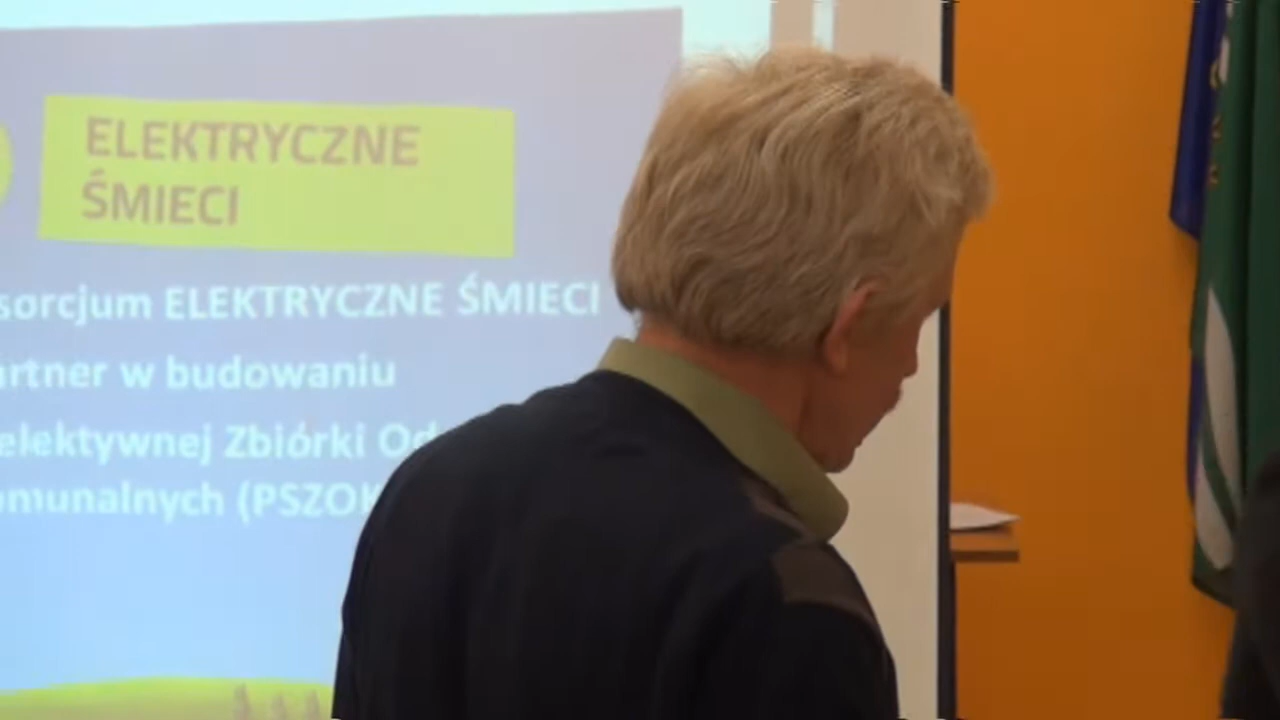 ELEKTRYCZNE
ŚMIECI
sorcjum ELEKTRYCZNE ŚMIECI
artner w budowaniu
elektywnej Zbiórki Od
omunalnych (PSZOK